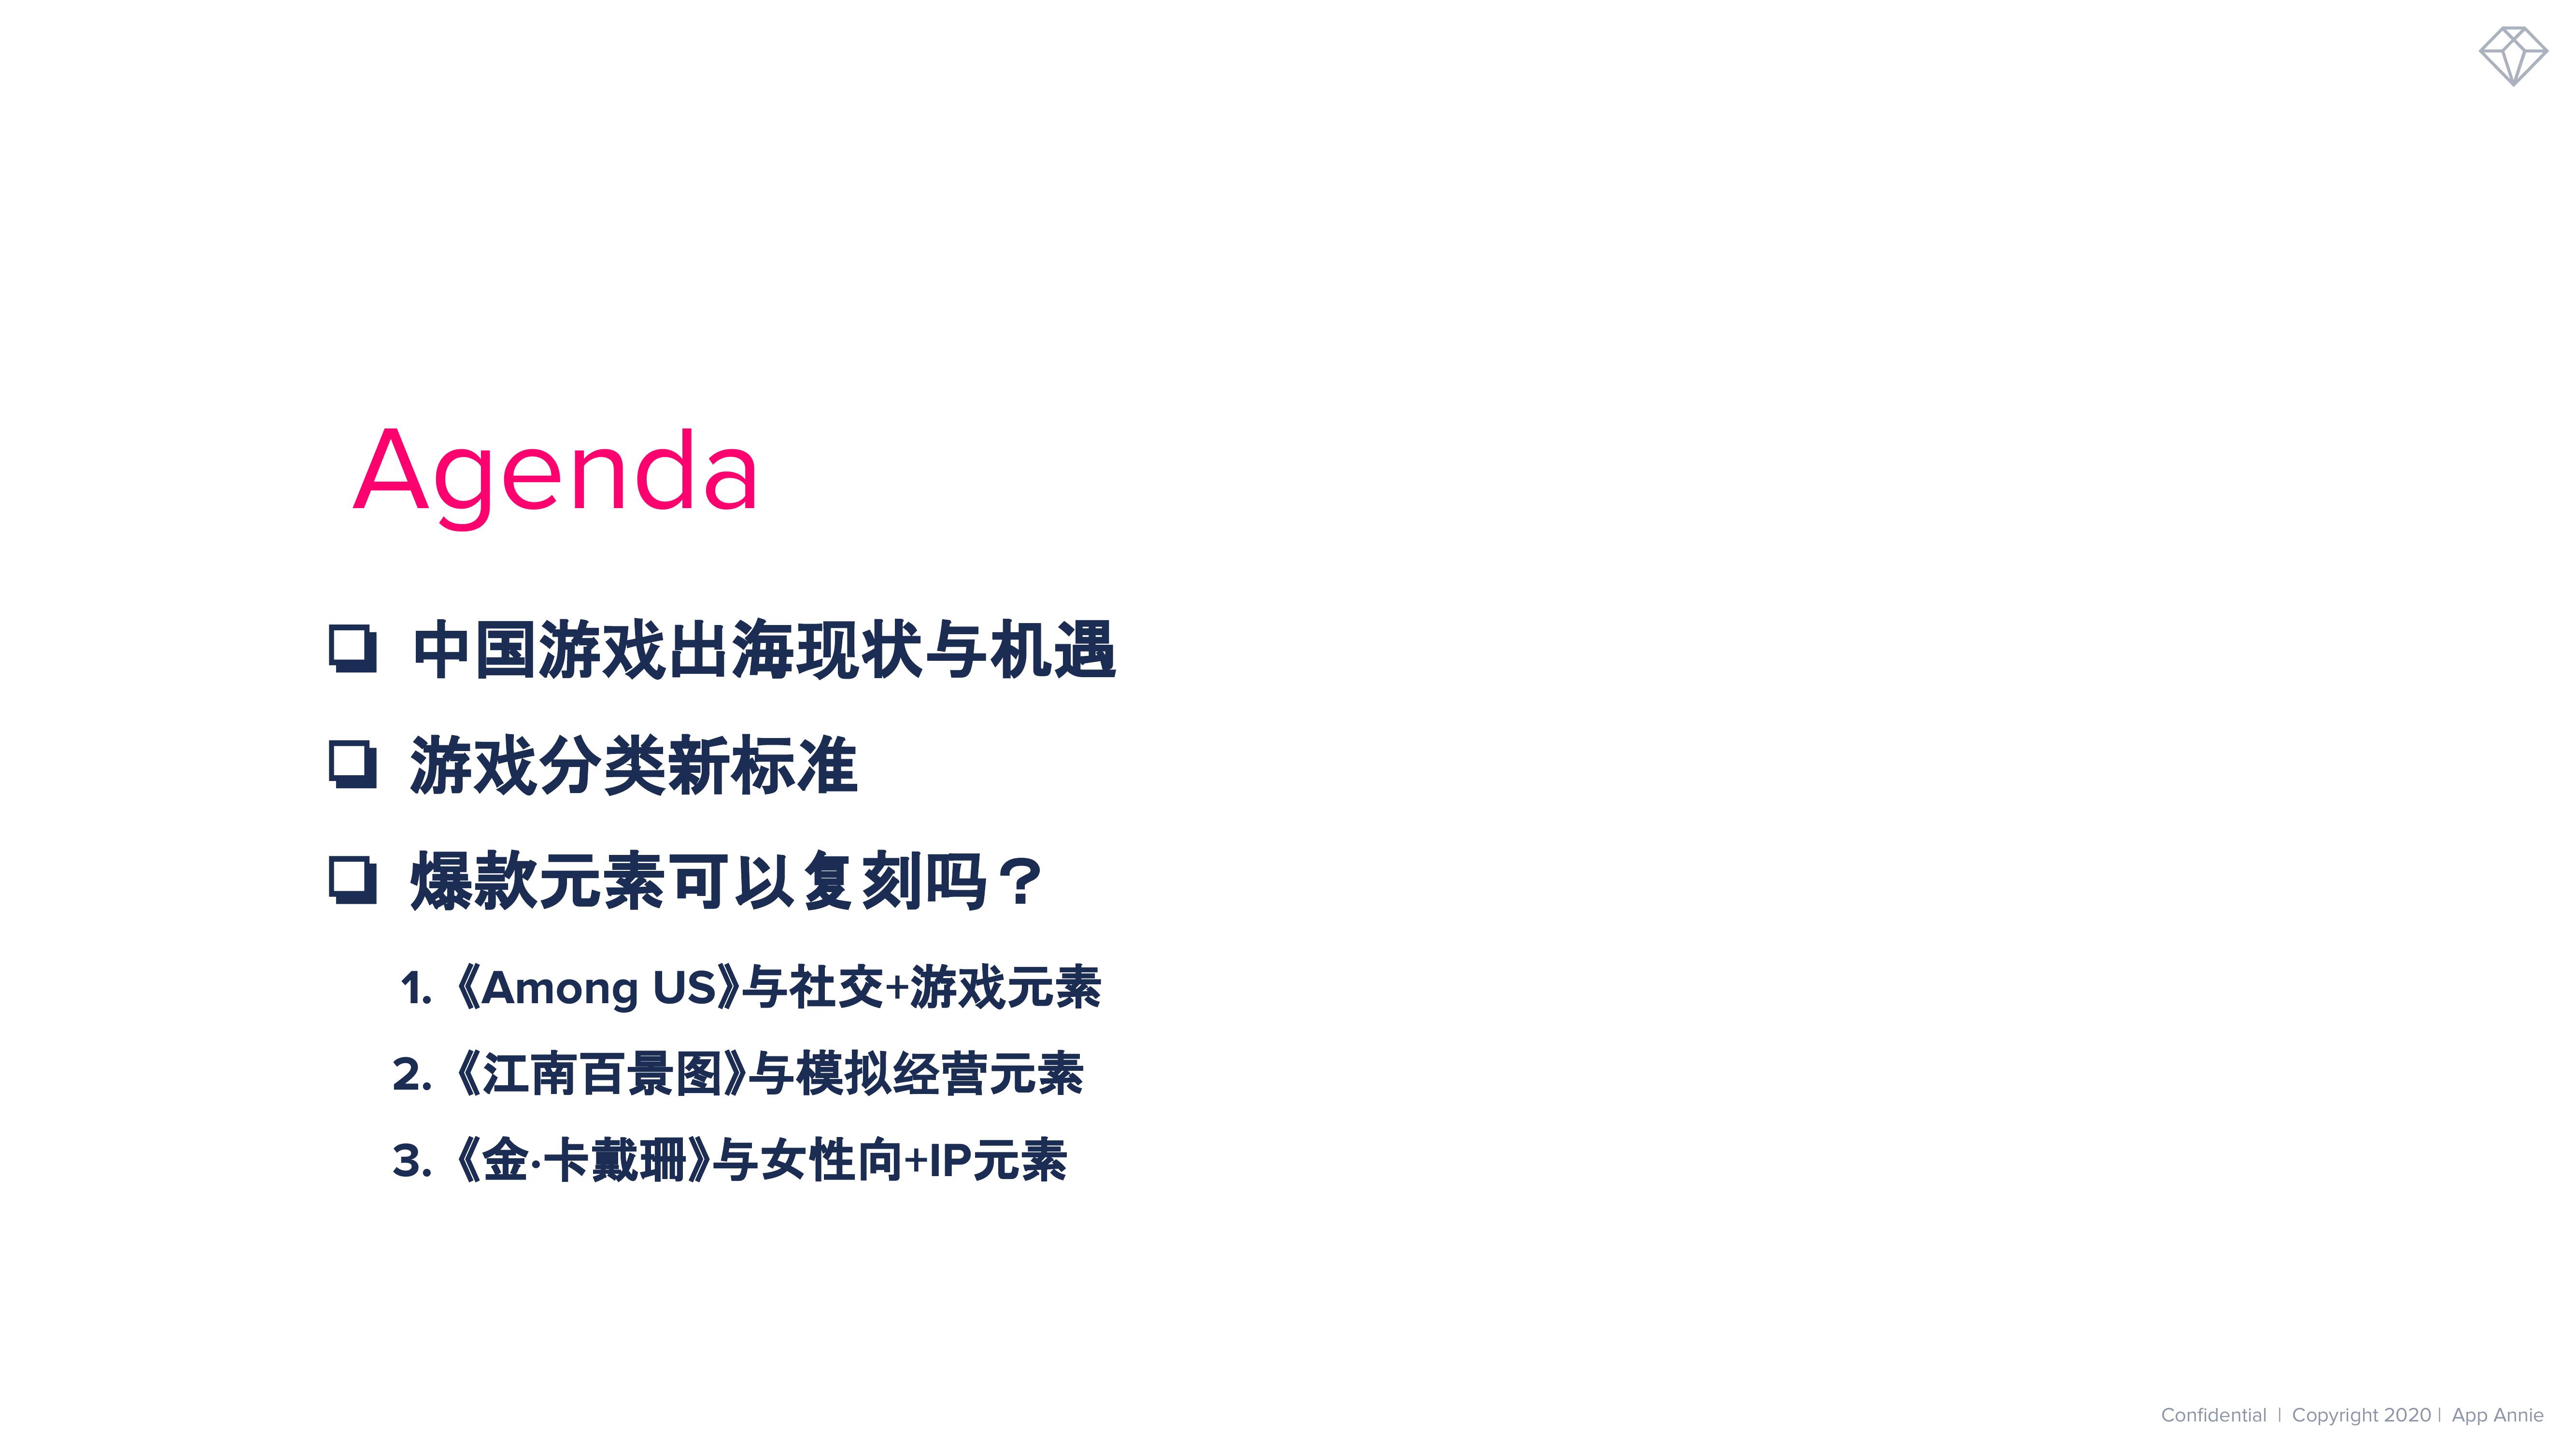 Agenda
❏ 中国游戏出海现状与机遇
❏ 游戏分类新标准
❏ 爆款元素可以复刻吗？
1.《Among US》与社交+游戏元素
2.《江南百景图》与模拟经营元素
3.《金·卡戴珊》与女性向+IP元素
Confidential | Copyright 2020 | App Annie